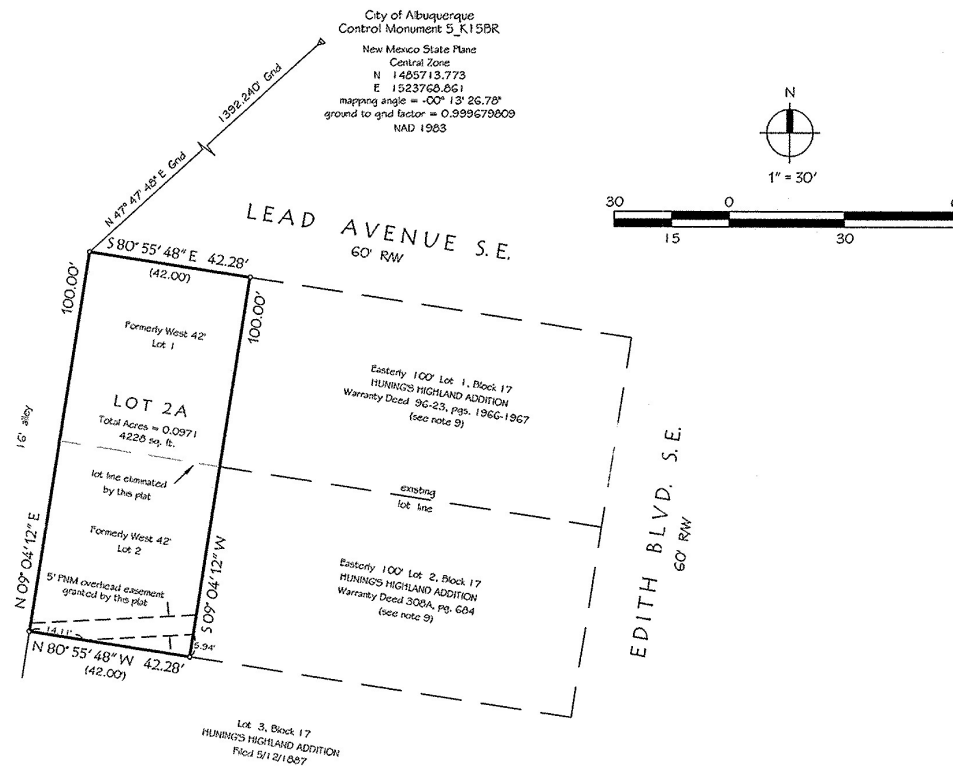 City of Albuquerque
Control Monument 5_K15BR
New Mexico State Plane
Central Zone
N 1485713.773
E 1523768.861
mapping angle = -00° 13' 26.78"
ground to grid factor = 0.999679809
NAD 1983
1392.240' Grd
N 47° 47' 48" E Grd
N
1" = 30'
30 0
15 30
LEAD AVENUE S.E.
60' R/W
S 80° 55' 48" E 42.28'
(42.00')
100.00'
100.00'
Formerly West 42'
Lot 1
LOT 2A
Total Acres = 0.0971
4228 sq. ft.
16' alley
lot line eliminated
by this plat
Formerly West 42'
Lot 2
5' PNM overhead easement
granted by this plat
N 09° 04' 12" E
S 09° 04' 12" W
14.11'
5.94'
N 80° 55' 48" W 42.28'
(42.00')
Easterly 100' Lot 1, Block 17
HUNING'S HIGHLAND ADDITION
Warranty Deed 96-23, pgs. 1966-1967
(see note 9)
existing
lot line
Easterly 100' Lot 2, Block 17
HUNING'S HIGHLAND ADDITION
Warranty Deed 308A, pg. 684
(see note 9)
EDITH BLVD. S.E.
60' R/W
Lot 3, Block 17
HUNING'S HIGHLAND ADDITION
Filed 5/12/1887